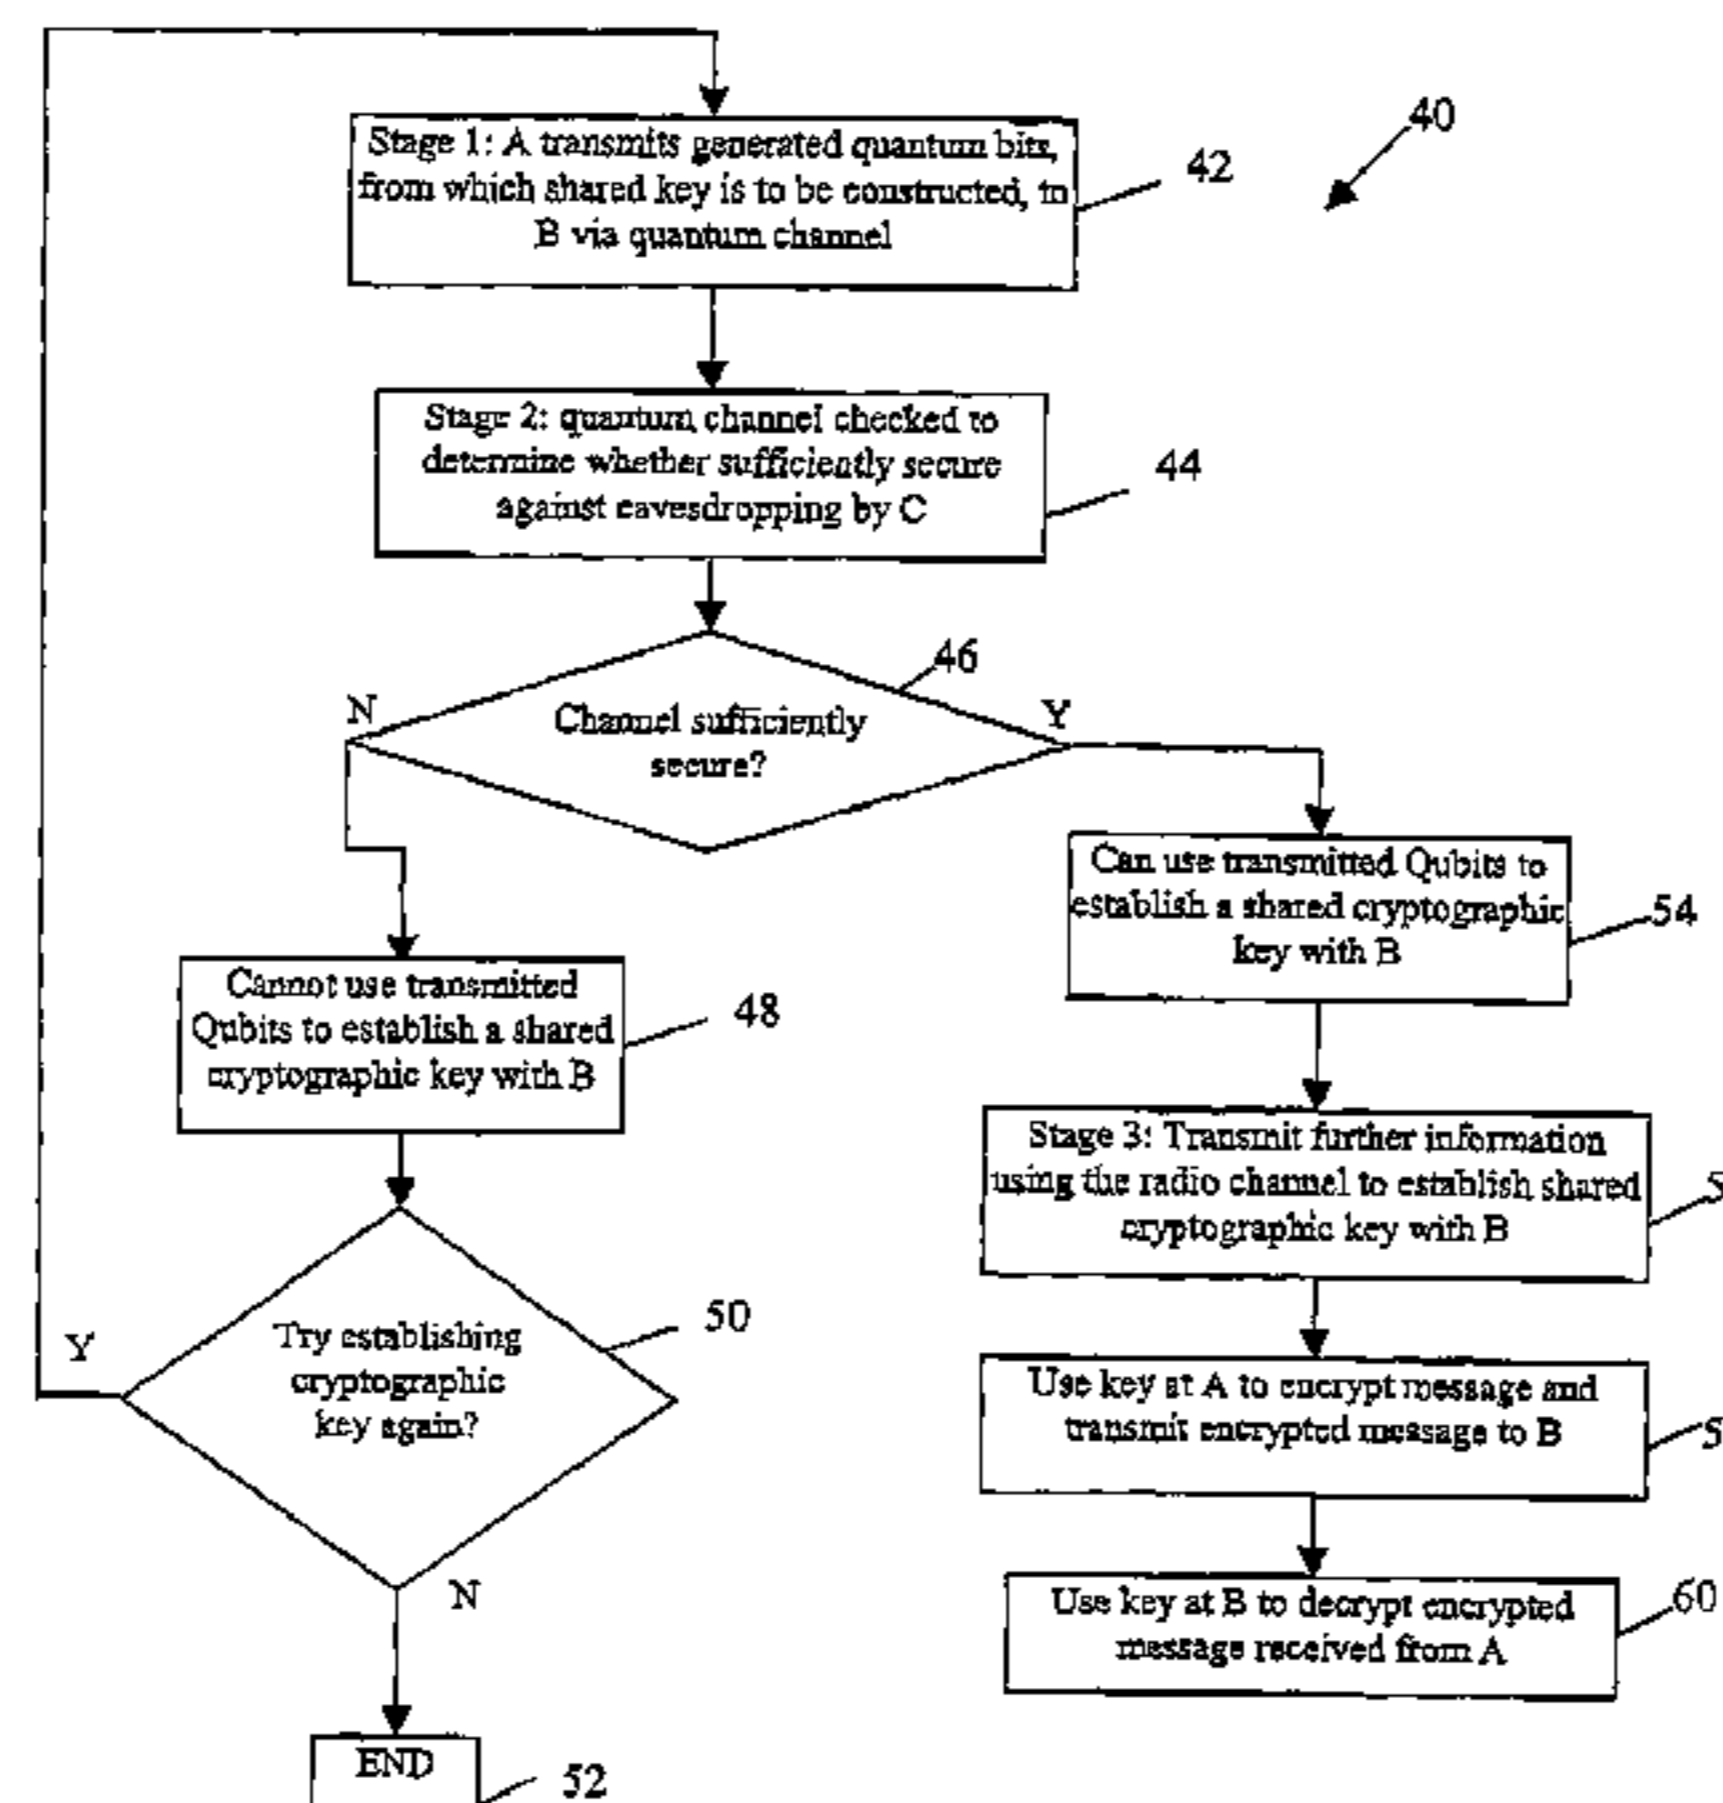 40
Stage 1: A transmits generated quantum bits,
from which shared key is to be constructed, to
B via quantum channel
42
Stage 2: quantum channel checked to
determine whether sufficiently secure
against eavesdropping by C
44
46
N
Y
Channel sufficiently
secure?
Can use transmitted Qubits to
establish a shared cryptographic
key with B
54
Cannot use transmitted
Qubits to establish a shared
cryptographic key with B
48
Stage 3: Transmit further information
using the radio channel to establish shared
cryptographic key with B
5
Try establishing
cryptographic
key again?
50
Y
N
Use key at A to encrypt message and
transmit encrypted message to B
5
Use key at B to decrypt encrypted
message received from A
60
END
52